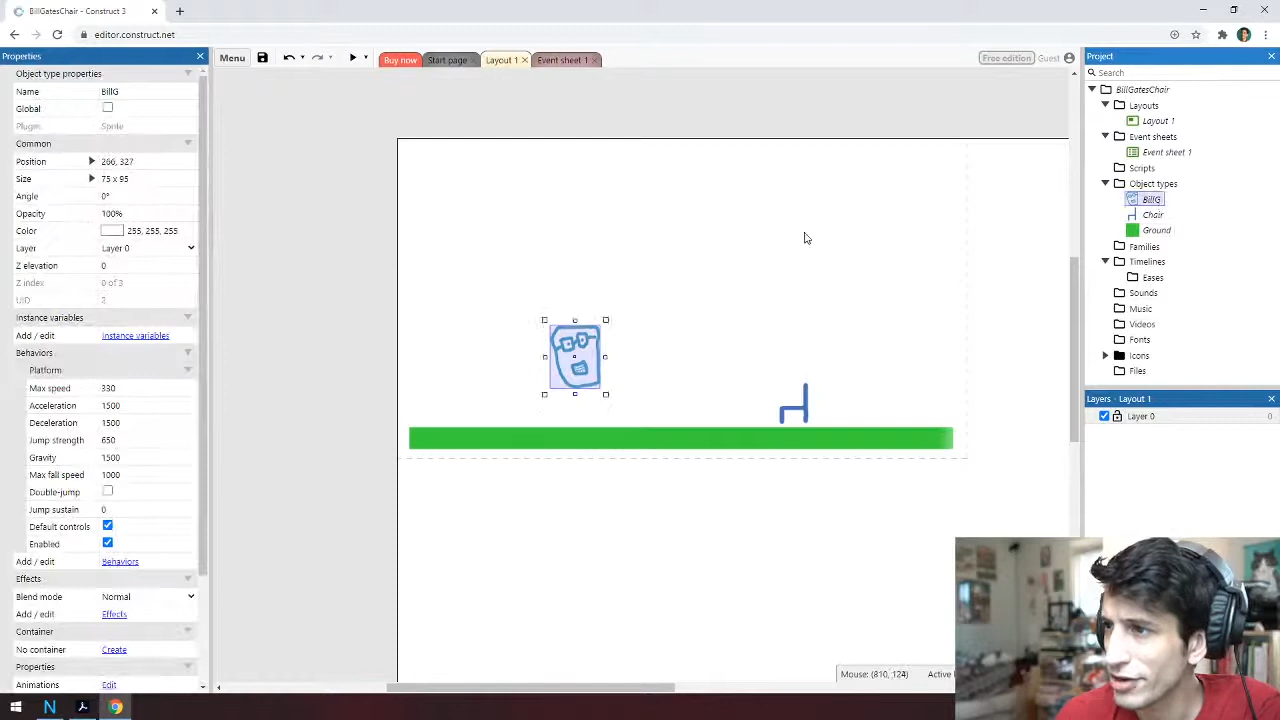 BillGatesChair - Construct 3
editor.construct.net
Properties
Menu
Buy now
Start page
Layout 1
Event sheet 1
Free edition
Guest
Project
Object type properties
Name BillG
Global
Plugin Sprite
Common
Position 266, 327
Size 75 x 95
Angle 0°
Opacity 100%
Color 255, 255, 255
Layer Layer 0
Z elevation 0
Z index 0 of 3
UID 2
Instance variables
Add / edit Instance variables
Behaviors
Platform
Max speed 330
Acceleration 1500
Deceleration 1500
Jump strength 650
Gravity 1500
Max fall speed 1000
Double-jump
Jump sustain 0
Default controls
Enabled
Add / edit Behaviors
Effects
Blend mode Normal
Add / edit Effects
Container
No container Create
Properties
Animations Edit
Mouse: (810, 124)
Search
BillGatesChair
Layouts
Layout 1
Event sheets
Event sheet 1
Scripts
Object types
BillG
Chair
Ground
Families
Timelines
Eases
Sounds
Music
Videos
Fonts
Icons
Files
Layers - Layout 1
Layer 0 0